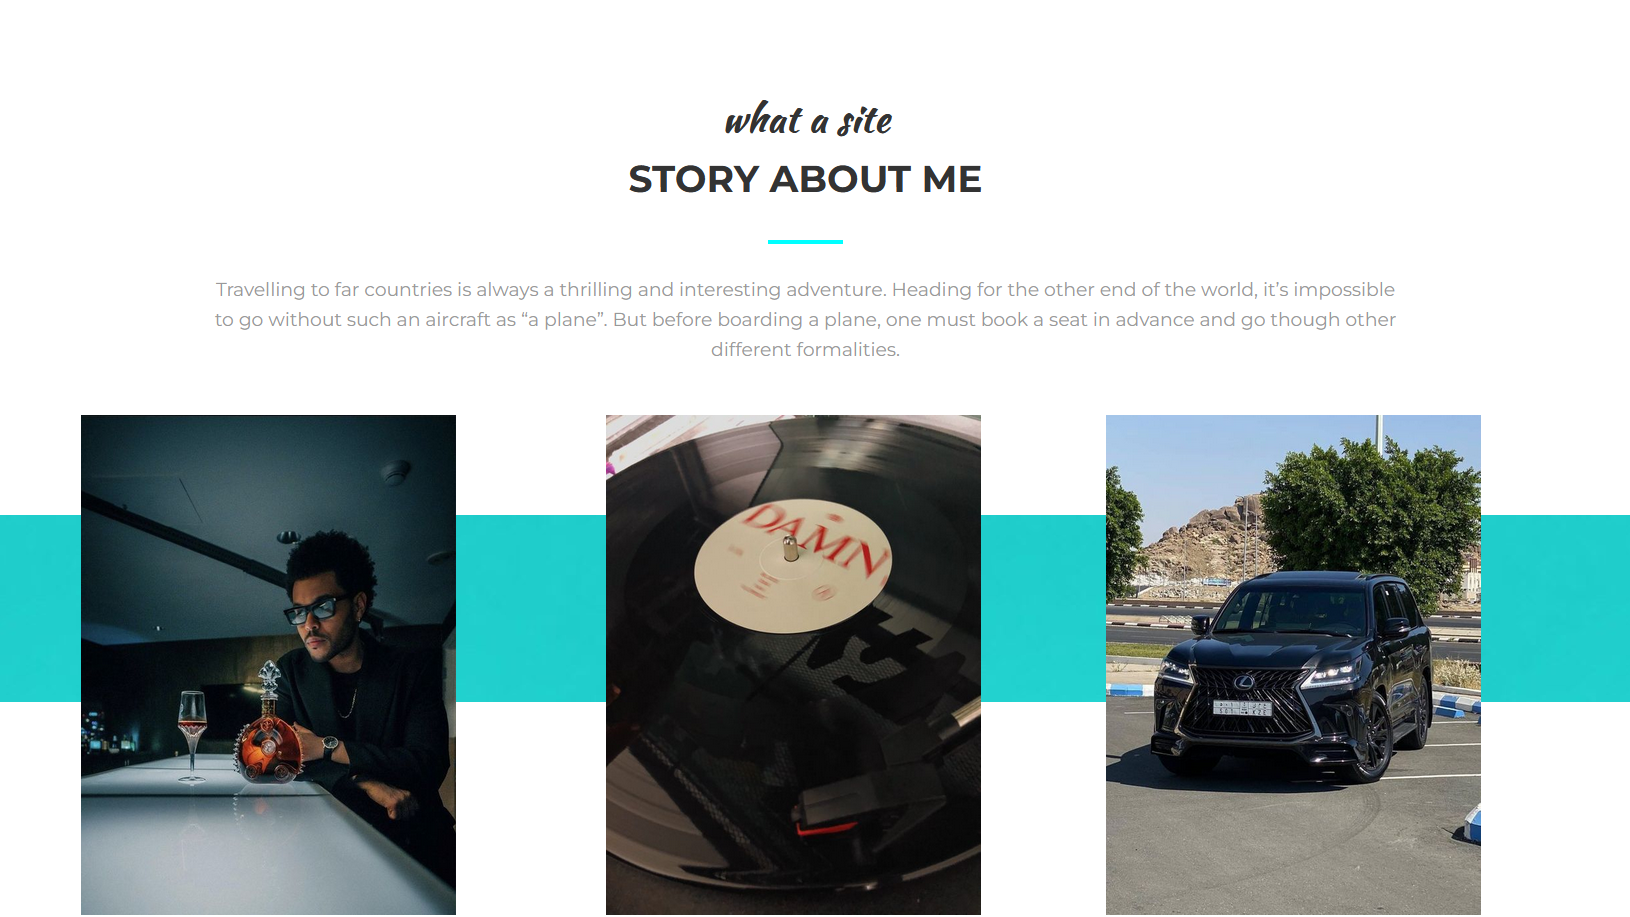 what a site
STORY ABOUT ME
Travelling to far countries is always a thrilling and interesting adventure. Heading for the other end of the world, it’s impossible
to go without such an aircraft as “a plane”. But before boarding a plane, one must book a seat in advance and go though other
different formalities.
DAMN